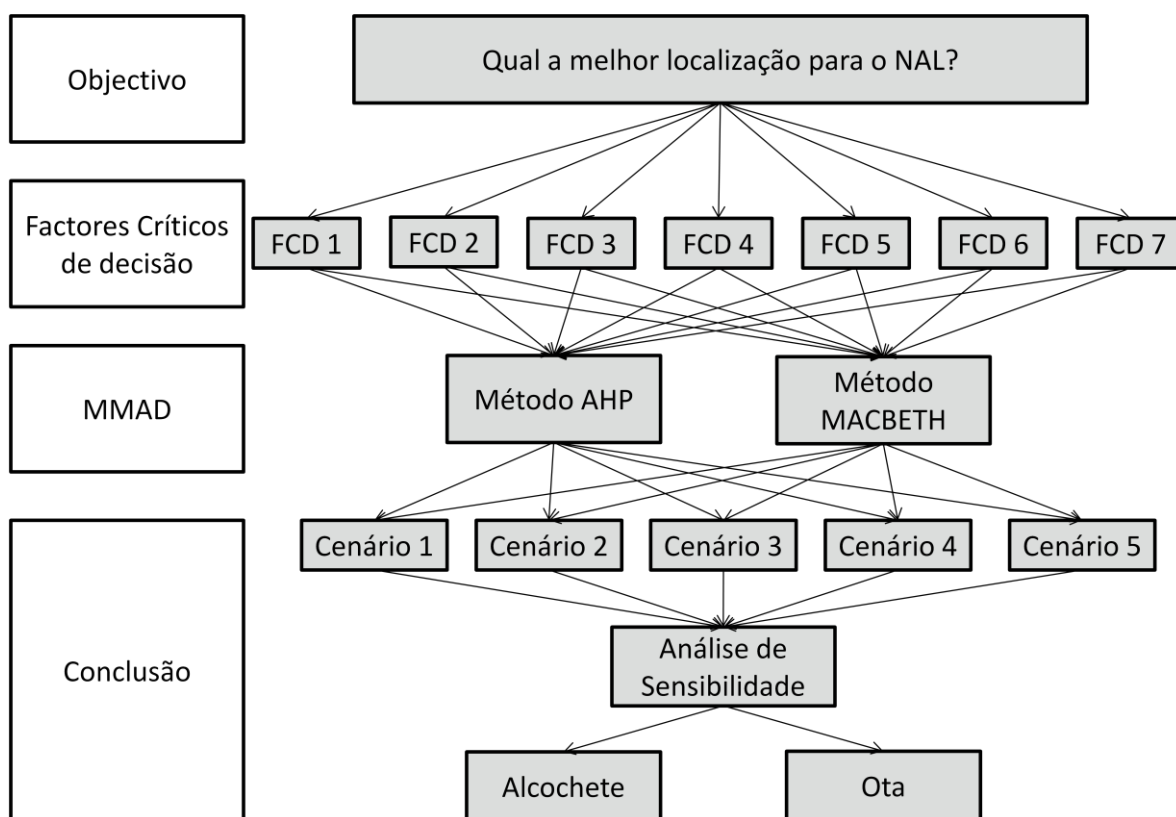 Objectivo
Qual a melhor localização para o NAL?
Factores Críticos
de decisão
FCD 1
FCD 2
FCD 3
FCD 4
FCD 5
FCD 6
FCD 7
MMAD
Método AHP
Método
MACBETH
Conclusão
Cenário 1
Cenário 2
Cenário 3
Cenário 4
Cenário 5
Análise de
Sensibilidade
Alcochete
Ota